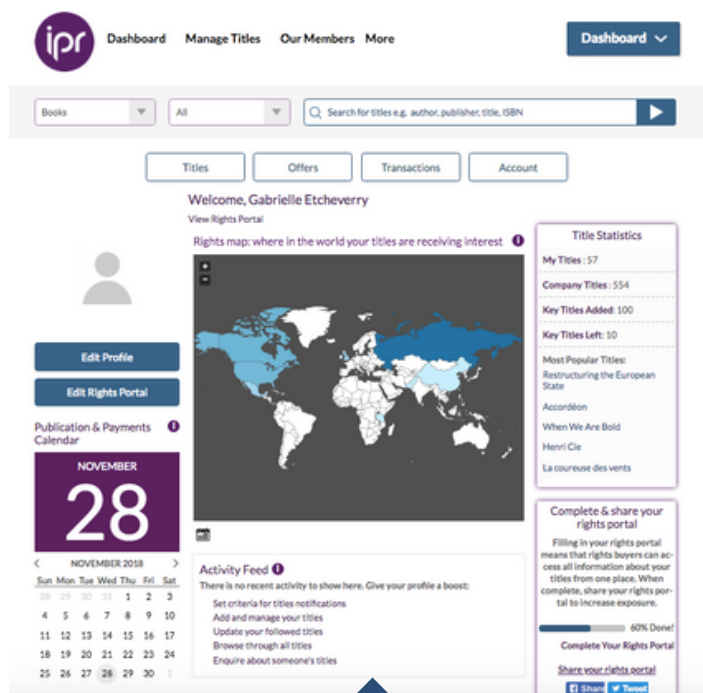 ipr
Dashboard Manage Titles Our Members More
Dashboard
Books
All
Search for titles e.g. author, publisher, title, ISBN
Titles
Offers
Transactions
Account
Welcome, Gabrielle Etcheverry
View Rights Portal
Rights map: where in the world your titles are receiving interest
i
+
-
Edit Profile
Edit Rights Portal
Publication & Payments
Calendar
i
NOVEMBER
28
< NOVEMBER 2018 >
Sun Mon Tue Wed Thu Fri Sat
28 29 30 31 1 2 3
4 5 6 7 8 9 10
11 12 13 14 15 16 17
18 19 20 21 22 23 24
25 26 27 28 29 30 1
Activity Feed i
There is no recent activity to show here. Give your profile a boost:
Set criteria for titles notifications
Add and manage your titles
Update your followed titles
Browse through all titles
Enquire about someone's titles
Title Statistics
My Titles : 57
Company Titles : 554
Key Titles Added: 100
Key Titles Left: 10
Most Popular Titles:
Restructuring the European
State
Accordéon
When We Are Bold
Henri Cie
La coureuse des vents
Complete & share your
rights portal
Filling in your rights portal
means that rights buyers can ac-
cess all information about your
titles from one place. When
complete, share your rights por-
tal to increase exposure.
60% Done!
Complete Your Rights Portal
Share your rights portal
Share
Tweet